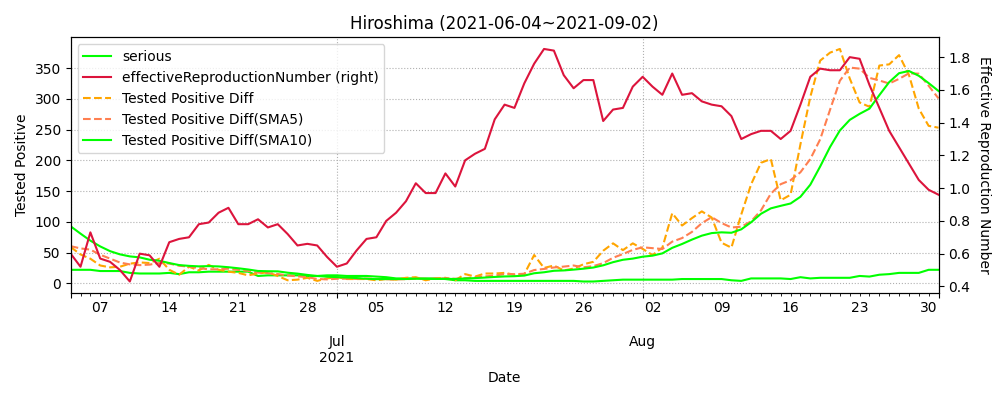 Hiroshima (2021-06-04~2021-09-02)
serious
effectiveReproductionNumber (right)
Tested Positive Diff
Tested Positive Diff(SMA5)
Tested Positive Diff(SMA10)
Tested Positive
350
300
250
200
150
100
50
0
1.8
1.6
1.4
1.2
1.0
0.8
0.6
0.4
Effective Reproduction Number
07 14 21 28 05 12 19 26 02 09 16 23 30
Jul Aug
2021
Date